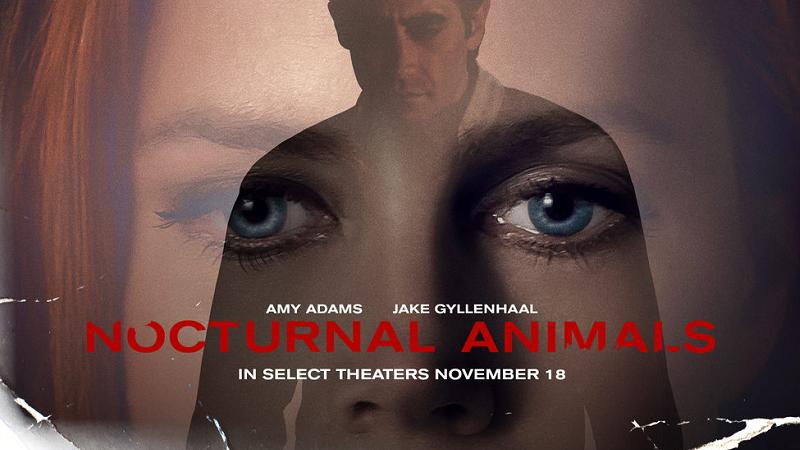 AMY ADAMS JAKE GYLLENHAAL
NOCTURNAL ANIMALS
IN SELECT THEATERS NOVEMBER 18